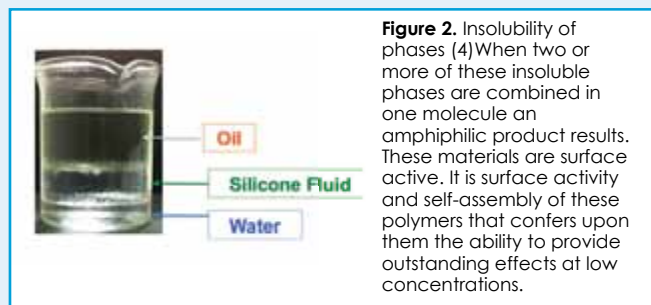 Oil
Silicone Fluid
Water
Figure 2. Insolubility of
phases (4)When two or
more of these insoluble
phases are combined in
one molecule an
amphiphilic product results.
These materials are surface
active. It is surface activity
and self-assembly of these
polymers that confers upon
them the ability to provide
outstanding effects at low
concentrations.